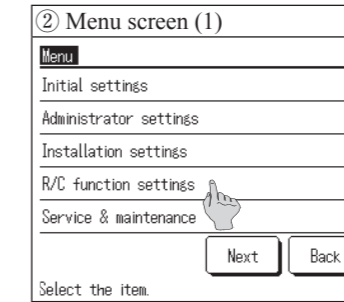 ② Menu screen (1)
Menu
Initial settings
Administrator settings
Installation settings
R/C function settings
Service & maintenance
Next Back
Select the item.